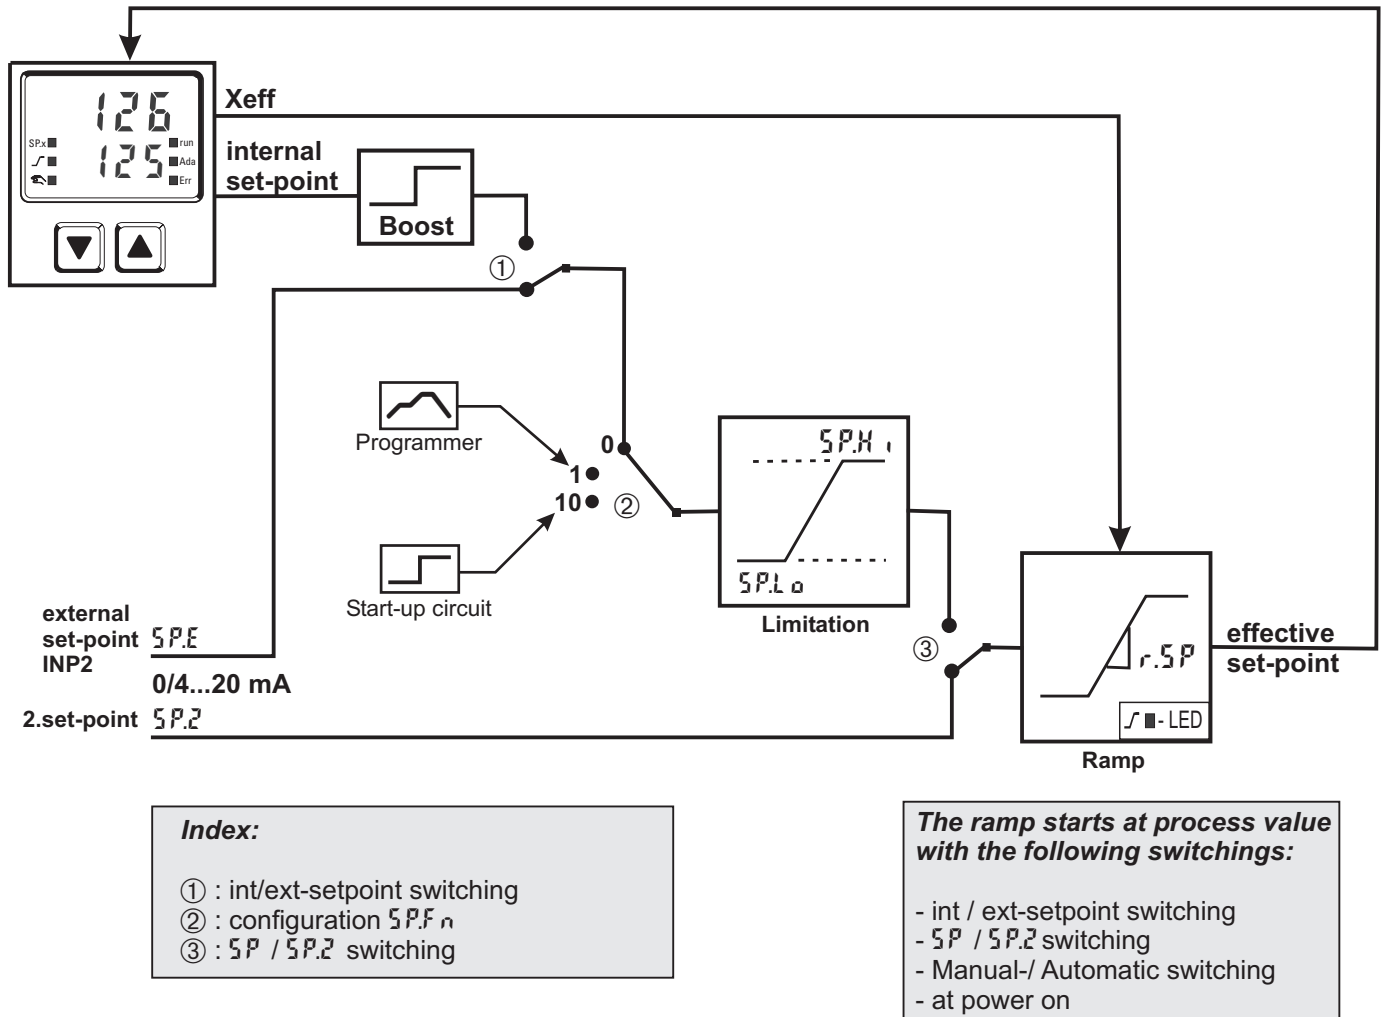 126
SP.x
run
125
Ada
Err
Xeff
internal
set-point
Boost
①
Programmer
0
1
10
②
Start-up circuit
SP.Hi
SP.Lo
Limitation
external
set-point SP.E
INP2
0/4...20 mA
2.set-point SP.2
③
r.SP
- LED
Ramp
effective
set-point
Index:
① : int/ext-setpoint switching
② : configuration SP.Fn
③ : SP / SP.2 switching
The ramp starts at process value
with the following switchings:
- int / ext-setpoint switching
- SP / SP.2 switching
- Manual-/ Automatic switching
- at power on